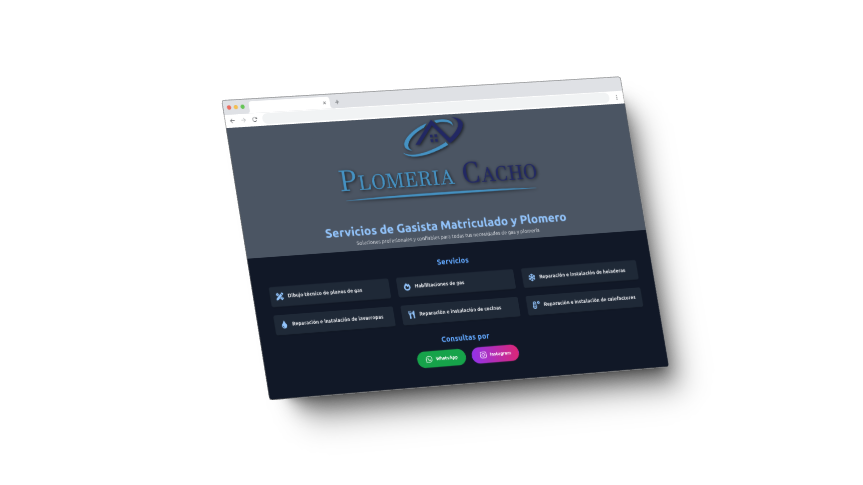 PLOMERIA CACHO
Servicios de Gasista Matriculado y Plomero
Soluciones profesionales y confiables para todas tus necesidades de gas y plomería.
Servicios
Dibujo técnico de planos de gas
Habilitaciones de gas
Reparación e instalación de heladeras
Reparación e instalación de lavarropas
Reparación e instalación de cocinas
Reparación e instalación de calefactores
Consultas por
WhatsApp
Instagram